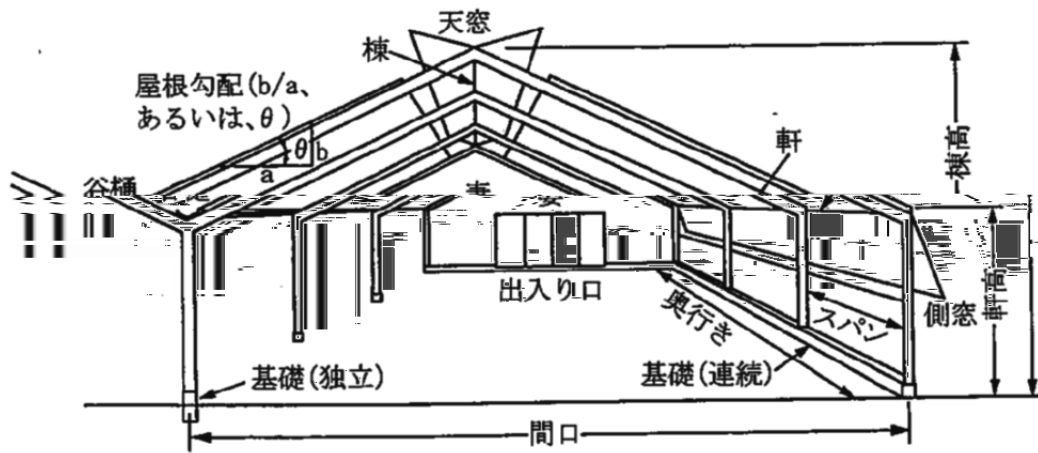 天窓
棟
屋根勾配(b/a、
あるいは、θ)
θ
b
a
軒
棟高
谷樋
妻
出入り口
奥行き
スパン
側窓
軒高
基礎(独立)
基礎(連続)
間口